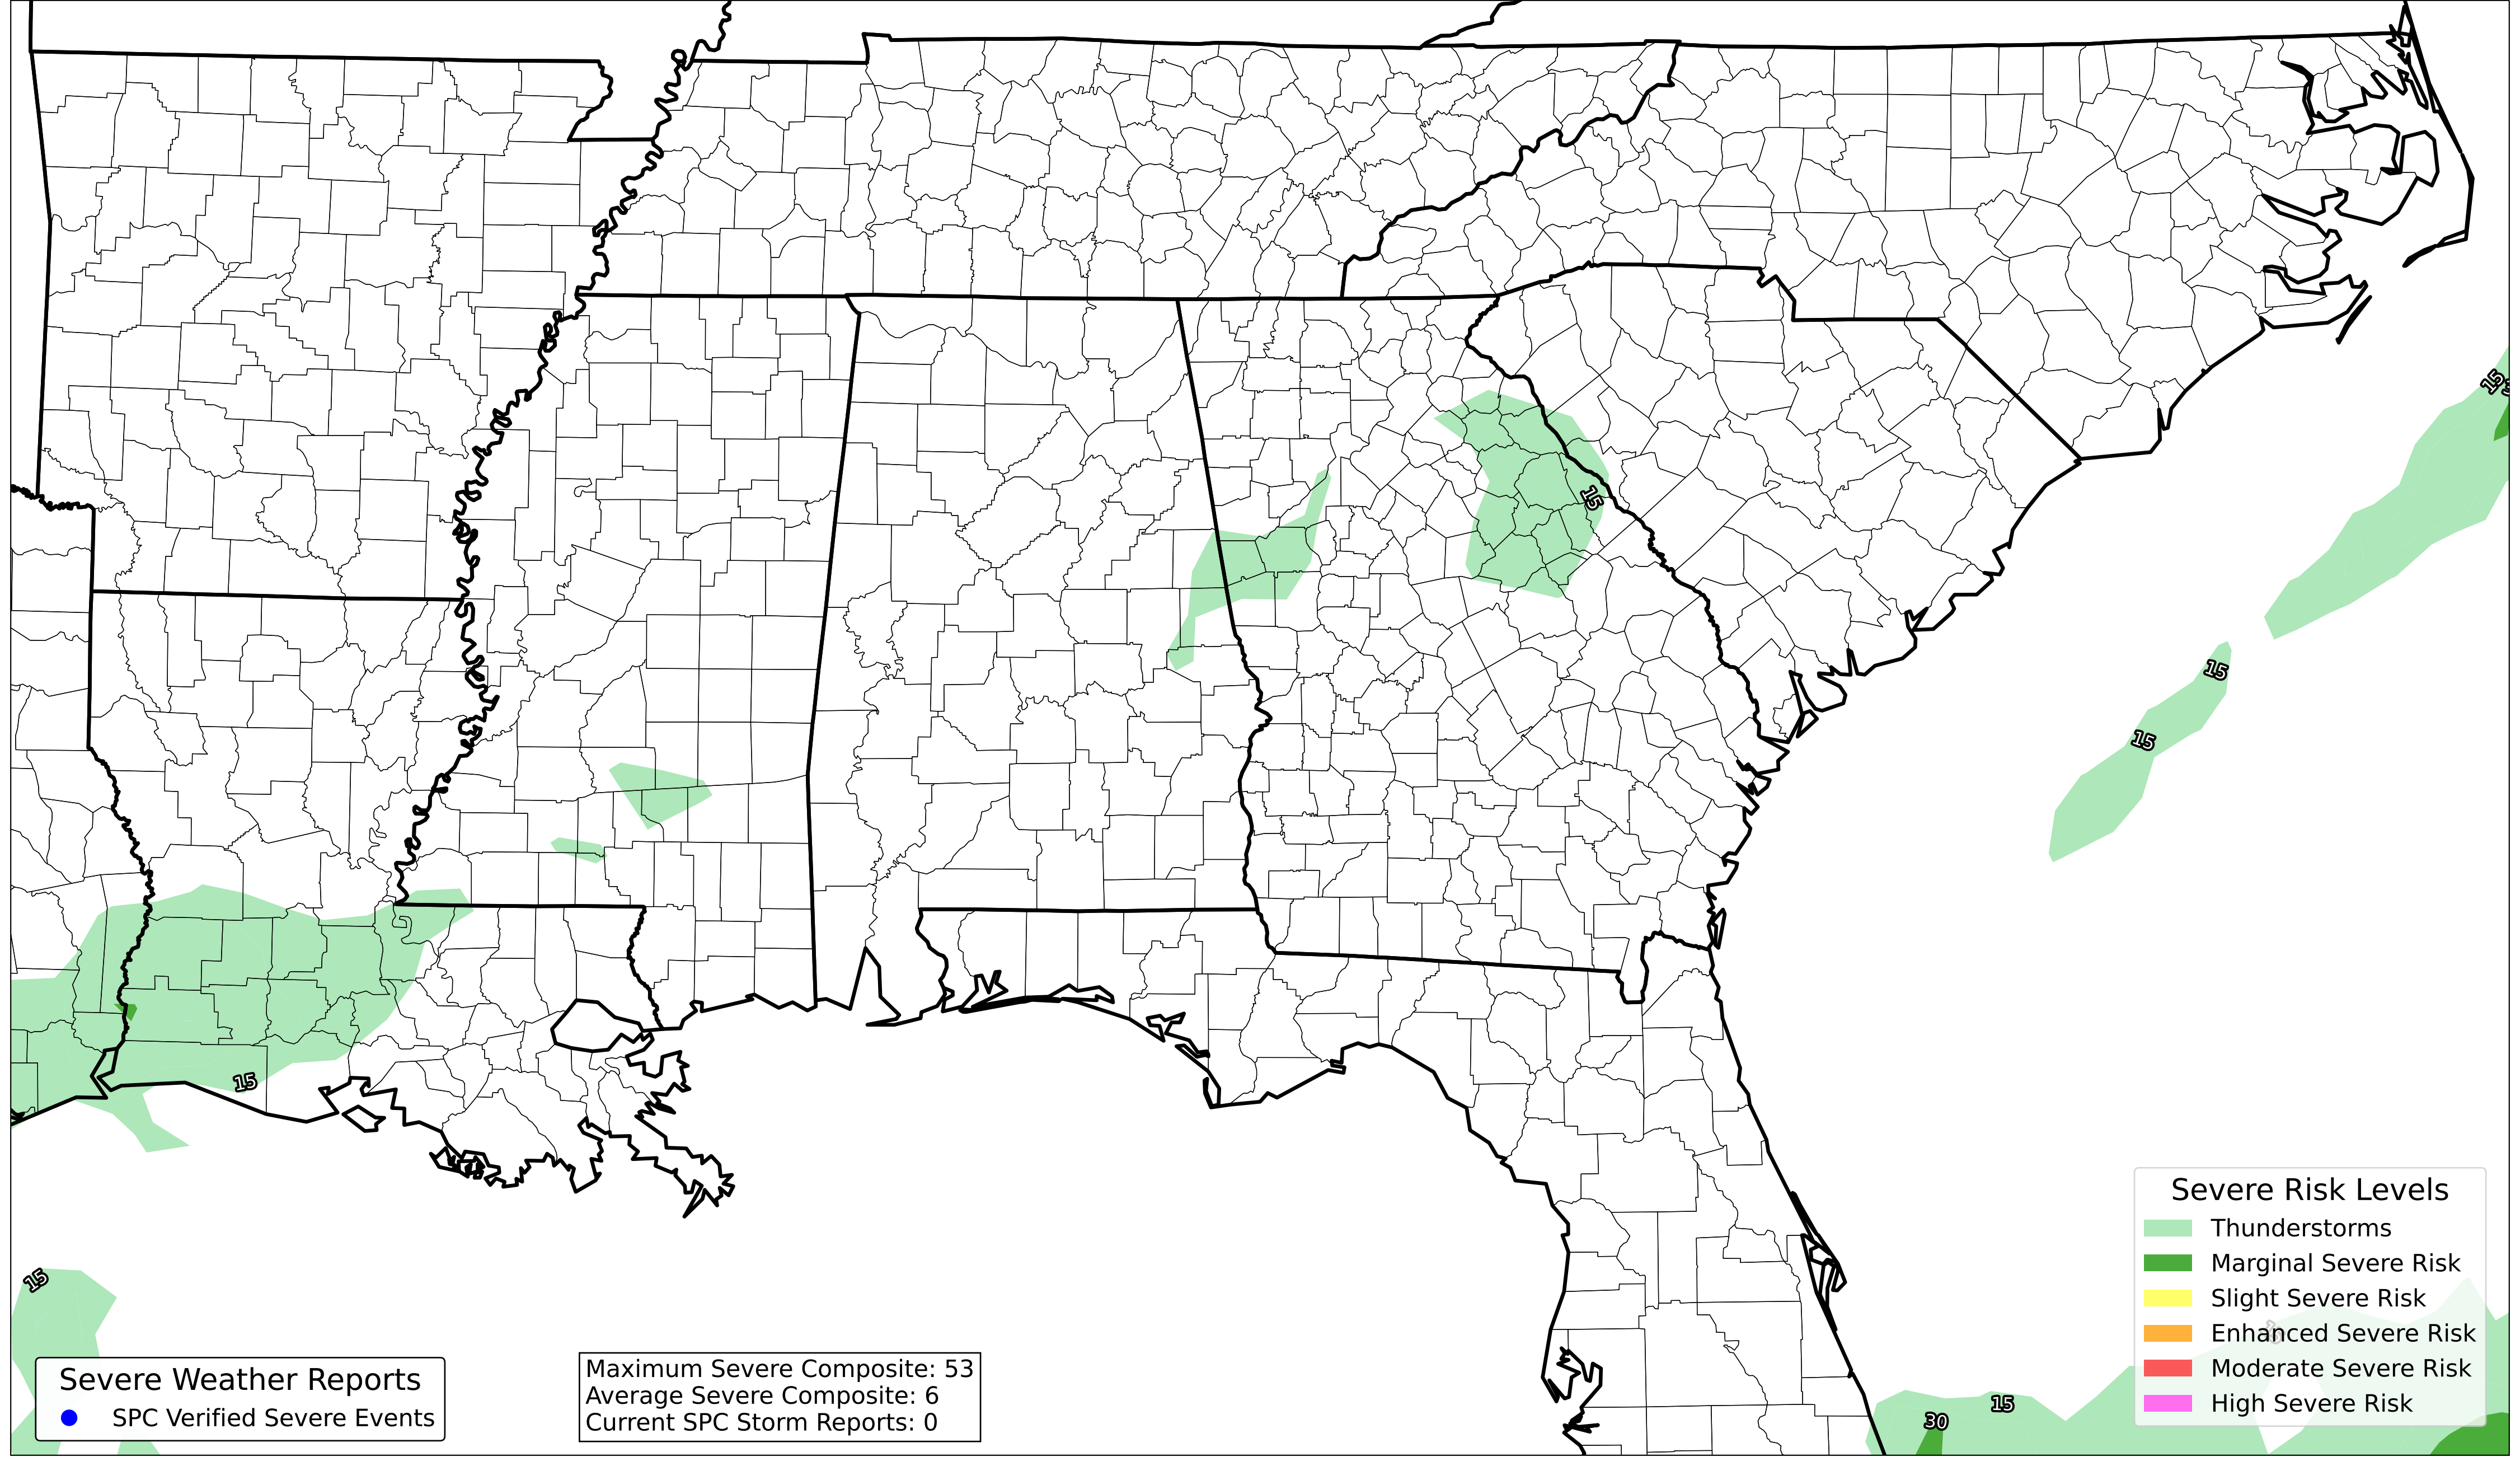 15
15
15
15
15
15
Severe Risk Levels
Thunderstorms
Marginal Severe Risk
Slight Severe Risk
Enhanced Severe Risk
Moderate Severe Risk
High Severe Risk
30
15
Severe Weather Reports
SPC Verified Severe Events
Maximum Severe Composite: 53
Average Severe Composite: 6
Current SPC Storm Reports: 0